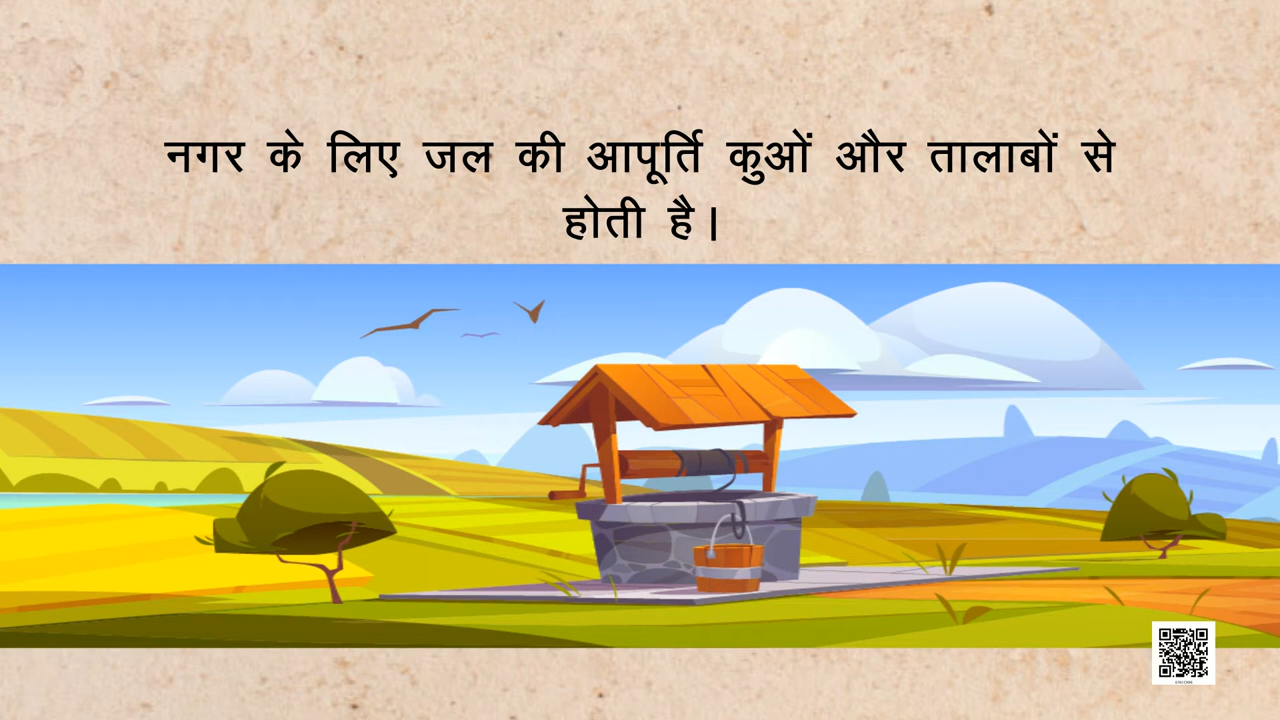 नगर के लिए जल की आपूर्ति कुओं और तालाबों से
होती है।